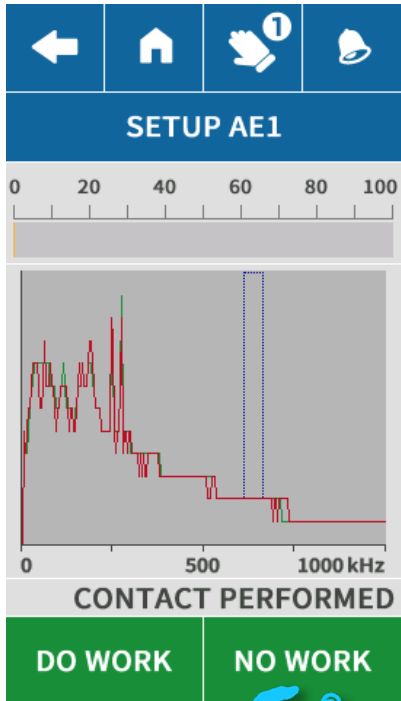 1
SETUP AE1
0 20 40 60 80 100
0 500 1000 kHz
CONTACT PERFORMED
DO WORK NO WORK